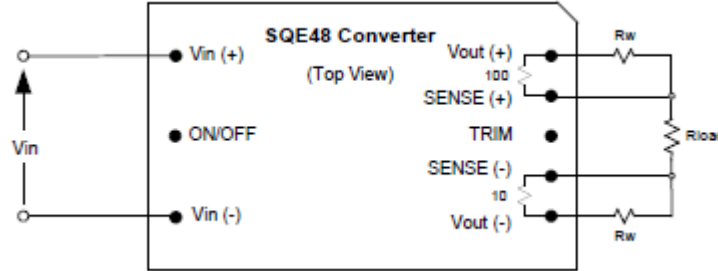 SQE48 Converter
(Top View)
Vin (+)
Vout (+)
Rw
100
SENSE (+)
Vin
ON/OFF
TRIM
Rloa
SENSE (-)
10
Vin (-)
Vout (-)
Rw